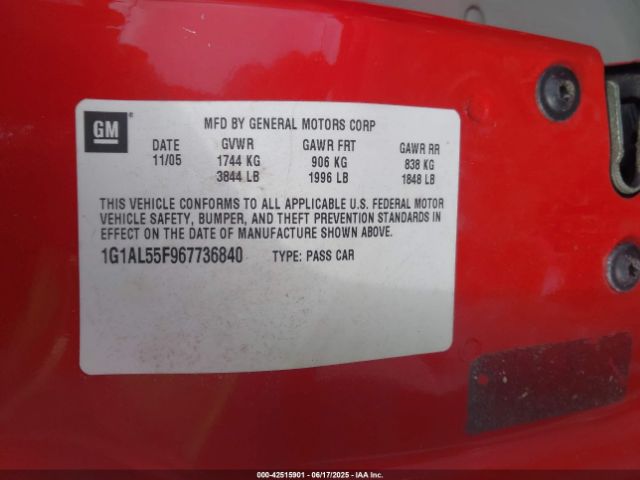 GM
MFD BY GENERAL MOTORS CORP
DATE GVWR GAWR FRT GAWR RR
11/05 1744 KG 906 KG 838 KG
3844 LB 1996 LB 1848 LB
THIS VEHICLE CONFORMS TO ALL APPLICABLE U.S. FEDERAL MOTOR
VEHICLE SAFETY, BUMPER, AND THEFT PREVENTION STANDARDS IN
EFFECT ON THE DATE OF MANUFACTURE SHOWN ABOVE.
1G1AL55F967736840 TYPE: PASS CAR
000-42515901 - 06/17/2025 - IAA Inc.